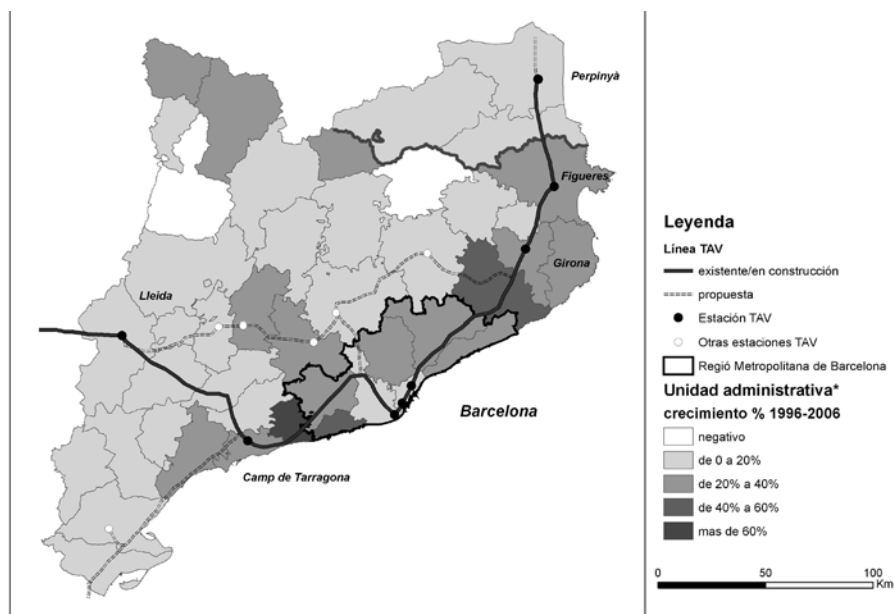 Perpinyà
Figueres
Girona
Lleida
Barcelona
Camp de Tarragona
Leyenda
Línea TAV
existente/en construcción
propuesta
Estación TAV
Otras estaciones TAV
Regió Metropolitana de Barcelona
Unidad administrativa*
crecimiento % 1996-2006
negativo
de 0 a 20%
de 20% a 40%
de 40% a 60%
mas de 60%
0 50 100
Km